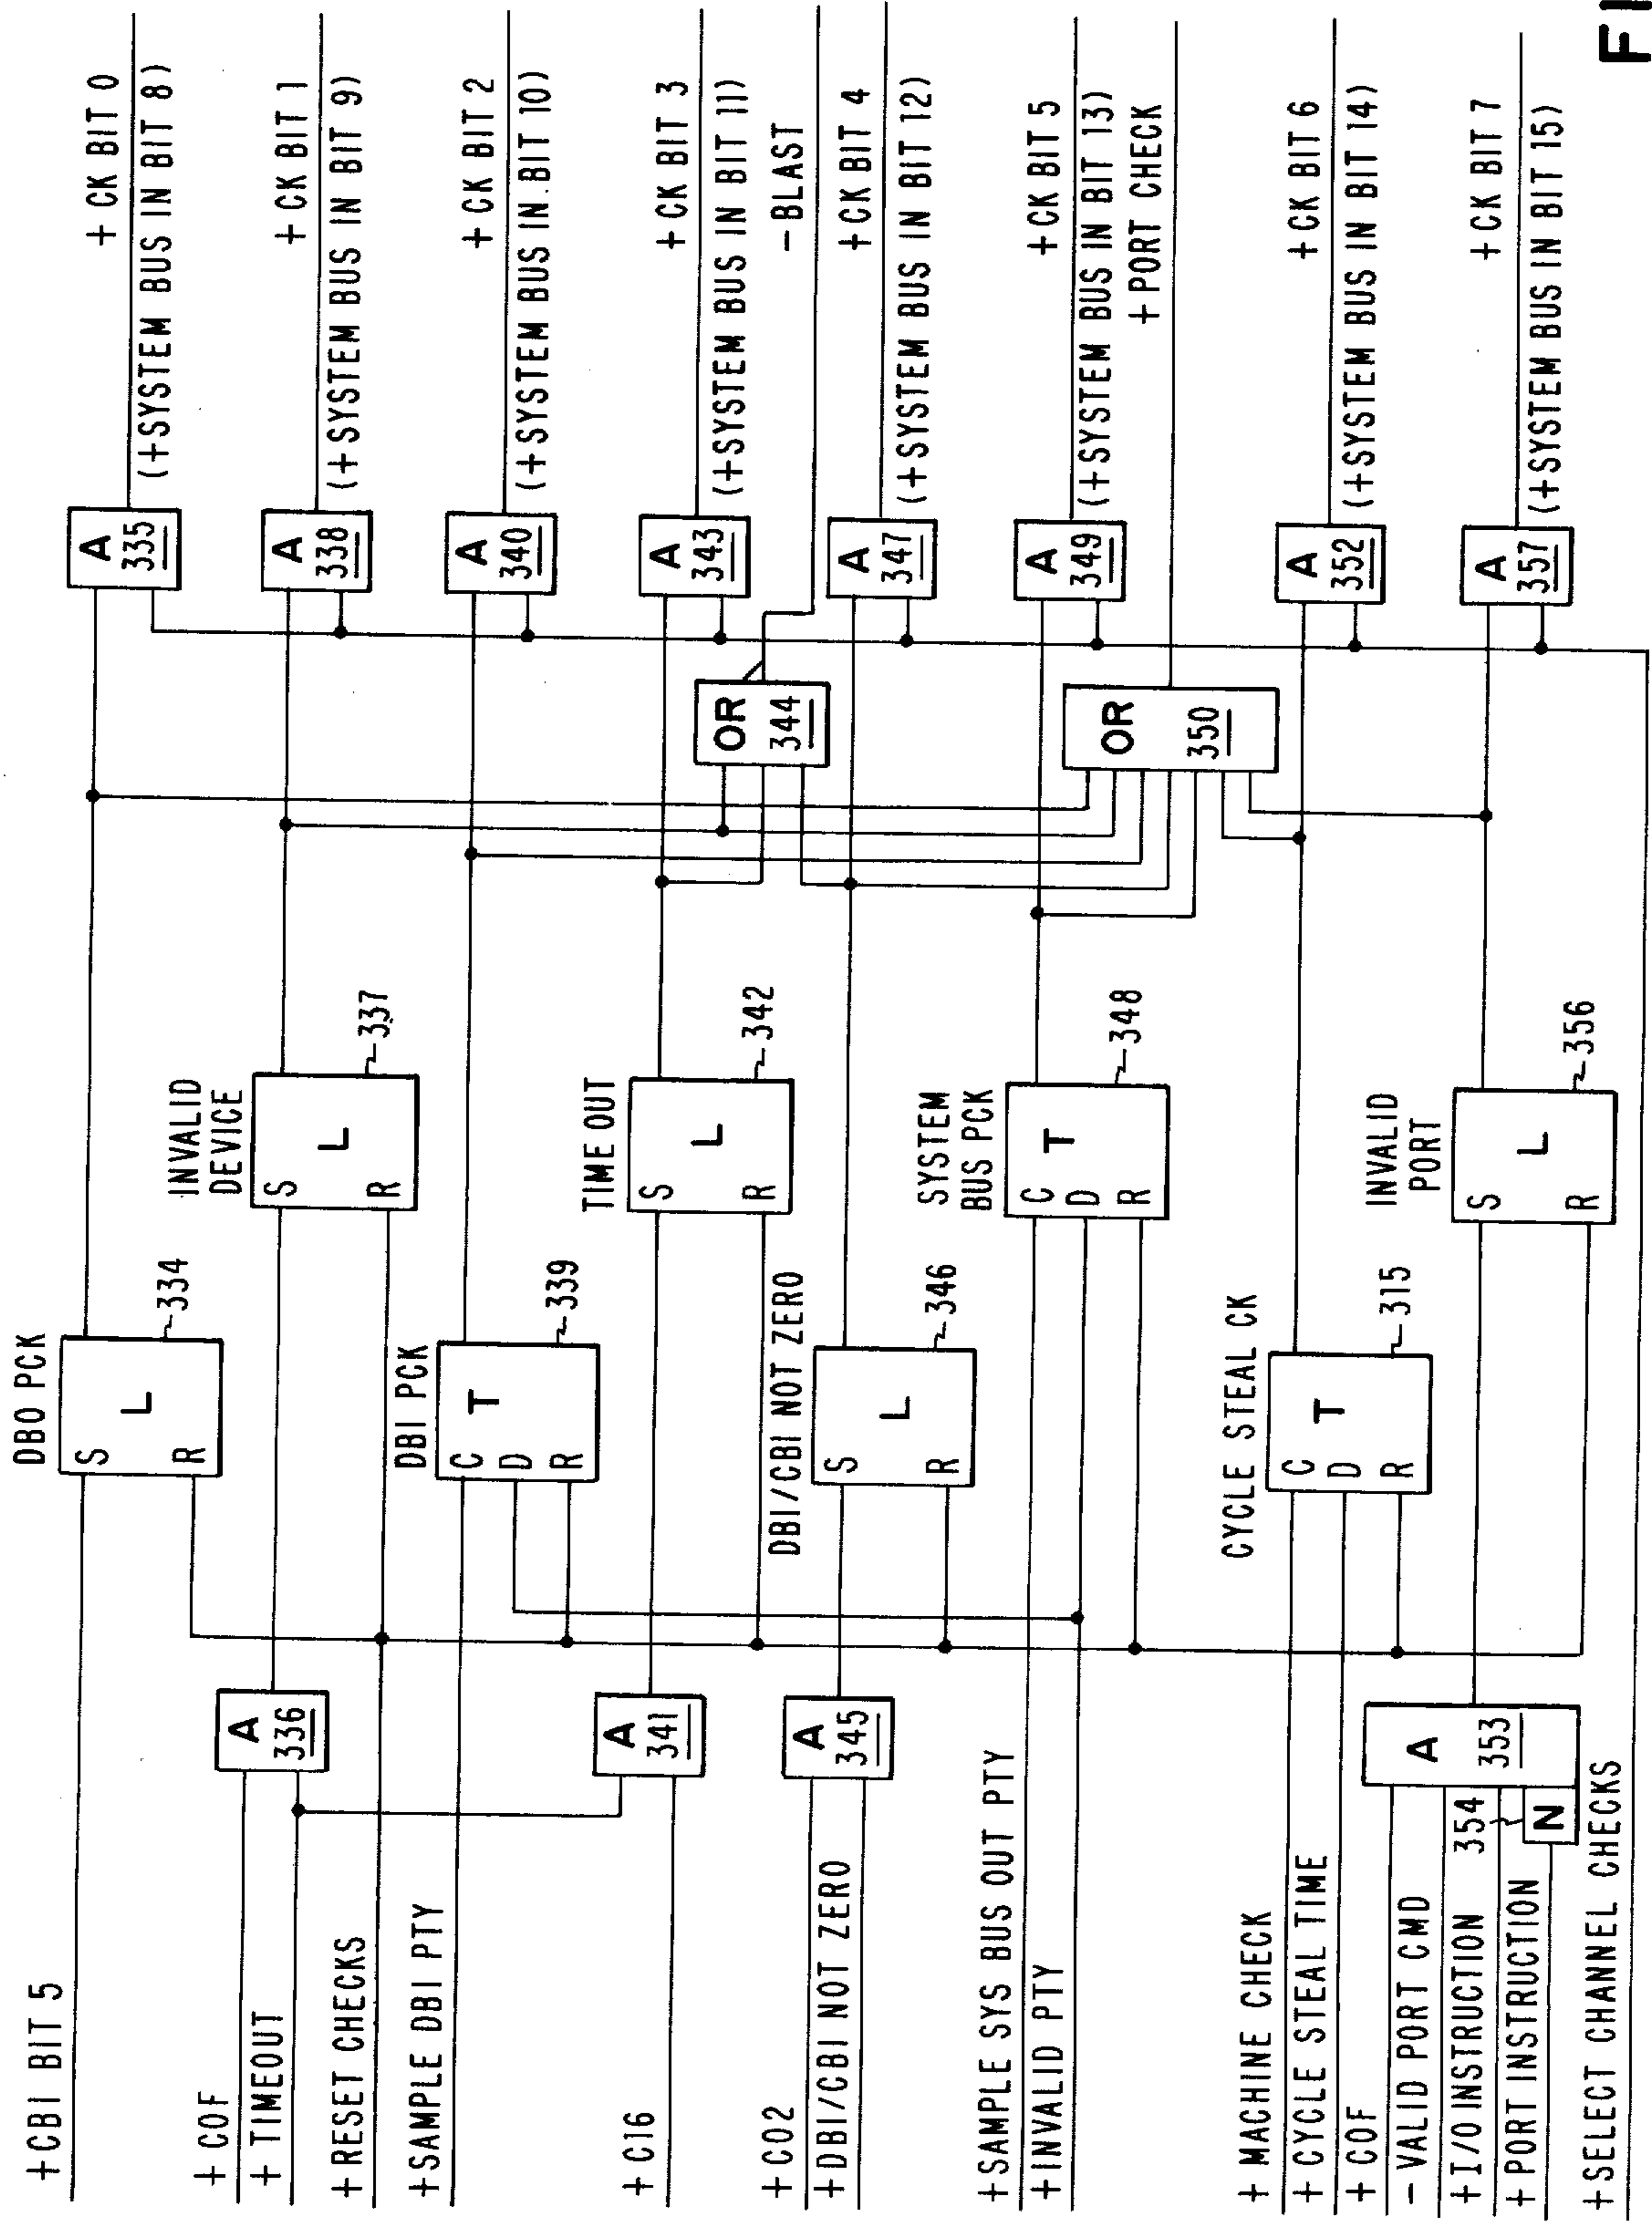 +CBI BIT 5
DBO PCK
S
L
R
334
A
335
+ CK BIT 0
(+SYSTEM BUS IN BIT 8)
+ COF
+ TIMEOUT
A
336
INVALID
DEVICE
S
L
R
337
A
338
+ CK BIT 1
(+SYSTEM BUS IN BIT 9)
+RESET CHECKS
+SAMPLE DBI PTY
DBI PCK
C
T
D
R
339
A
340
+ CK BIT 2
(+SYSTEM BUS IN BIT 10)
+ C16
A
341
TIME OUT
S
L
R
342
A
343
+ CK BIT 3
(+SYSTEM BUS IN BIT 11)
OR
344
- BLAST
+ CO2
+DBI/CBI NOT ZERO
A
345
DBI/CBI NOT ZERO
S
L
R
346
A
347
+CK BIT 4
(+SYSTEM BUS IN BIT 12)
+SAMPLE SYS BUS OUT PTY
+INVALID PTY
SYSTEM
BUS PCK
C
T
D
R
348
A
349
+CK BIT 5
(+SYSTEM BUS IN BIT 13)
OR
350
+PORT CHECK
+ MACHINE CHECK
+ CYCLE STEAL TIME
CYCLE STEAL CK
C
T
D
R
315
A
352
+CK BIT 6
(+SYSTEM BUS IN BIT 14)
+ COF
- VALID PORT CMD
+I/O INSTRUCTION
+ PORT INSTRUCTION
354
N
A
353
INVALID
PORT
S
L
R
356
A
357
+CK BIT 7
(+SYSTEM BUS IN BIT 15)
+SELECT CHANNEL CHECKS